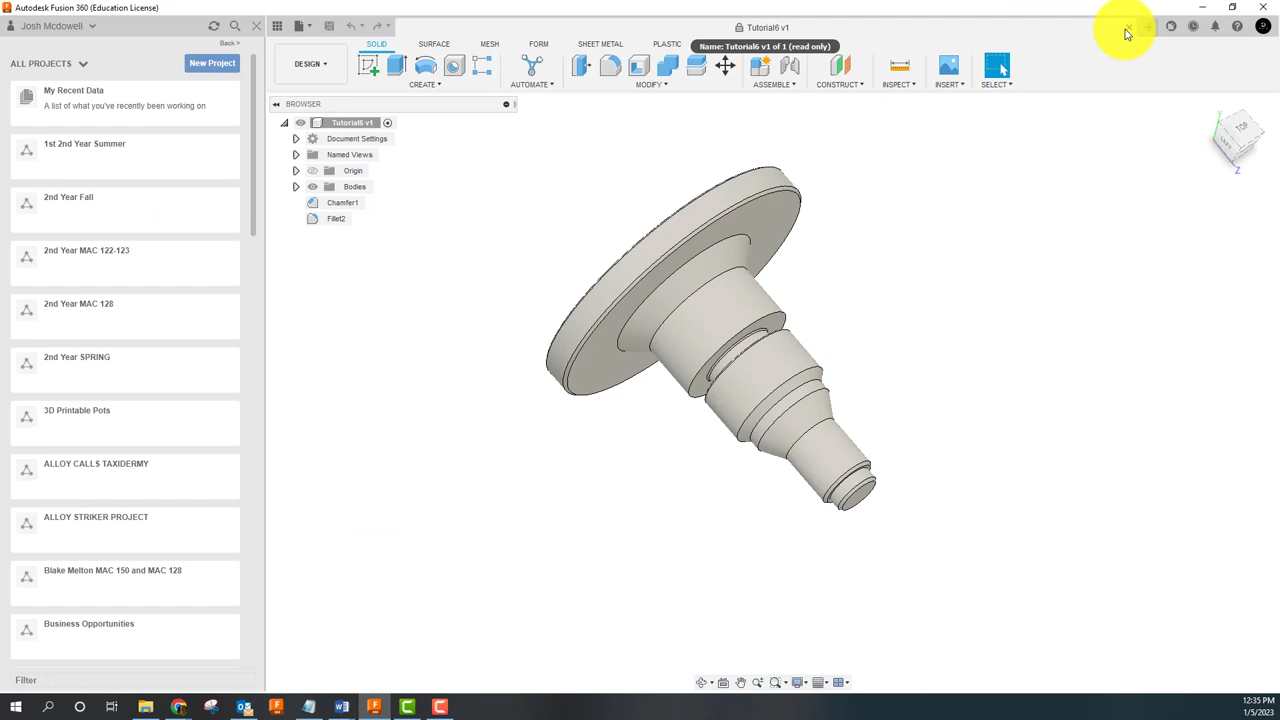 Autodesk Fusion 360 (Education License)
Josh Mcdowell
Tutorial6 v1
Back >
SOLID SURFACE MESH FORM SHEET METAL PLASTIC
Name: Tutorial6 v1 of 1 (read only)
ALL PROJECTS
New Project
DESIGN
CREATE AUTOMATE MODIFY ASSEMBLE CONSTRUCT INSPECT INSERT SELECT
My Recent Data
A list of what you've recently been working on
BROWSER
Tutorial6 v1
Document Settings
Named Views
Origin
Bodies
Chamfer1
Fillet2
TOP
LEFT
Y
Z
1st 2nd Year Summer
2nd Year Fall
2nd Year MAC 122-123
2nd Year MAC 128
2nd Year SPRING
3D Printable Pots
ALLOY CALLS TAXIDERMY
ALLOY STRIKER PROJECT
Blake Melton MAC 150 and MAC 128
Business Opportunities
Filter
12:35 PM
1/5/2023